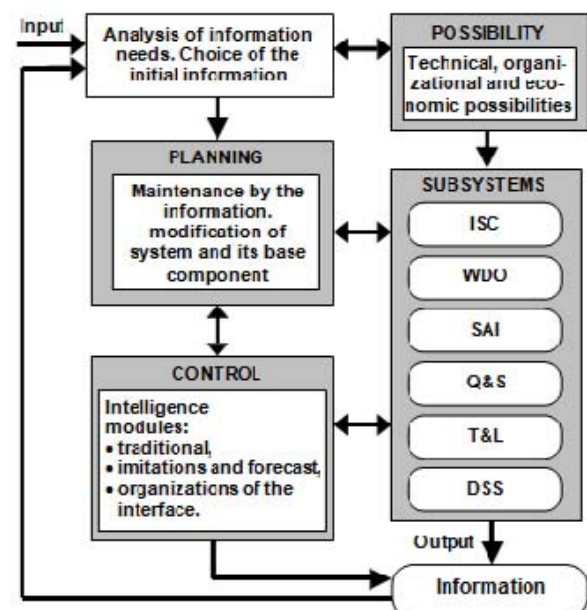 Input
Analysis of information
needs. Choice of the
initial information
POSSIBILITY
Technical, organi-
zational and eco-
nomic possibilities
PLANNING
Maintenance by the
information.
modification of
system and its base
component
SUBSYSTEMS
ISC
WDO
SAI
Q&S
T&L
DSS
CONTROL
Intelligence
modules:
• traditional,
• imitations and forecast,
• organizations of the
interface.
Output
Information